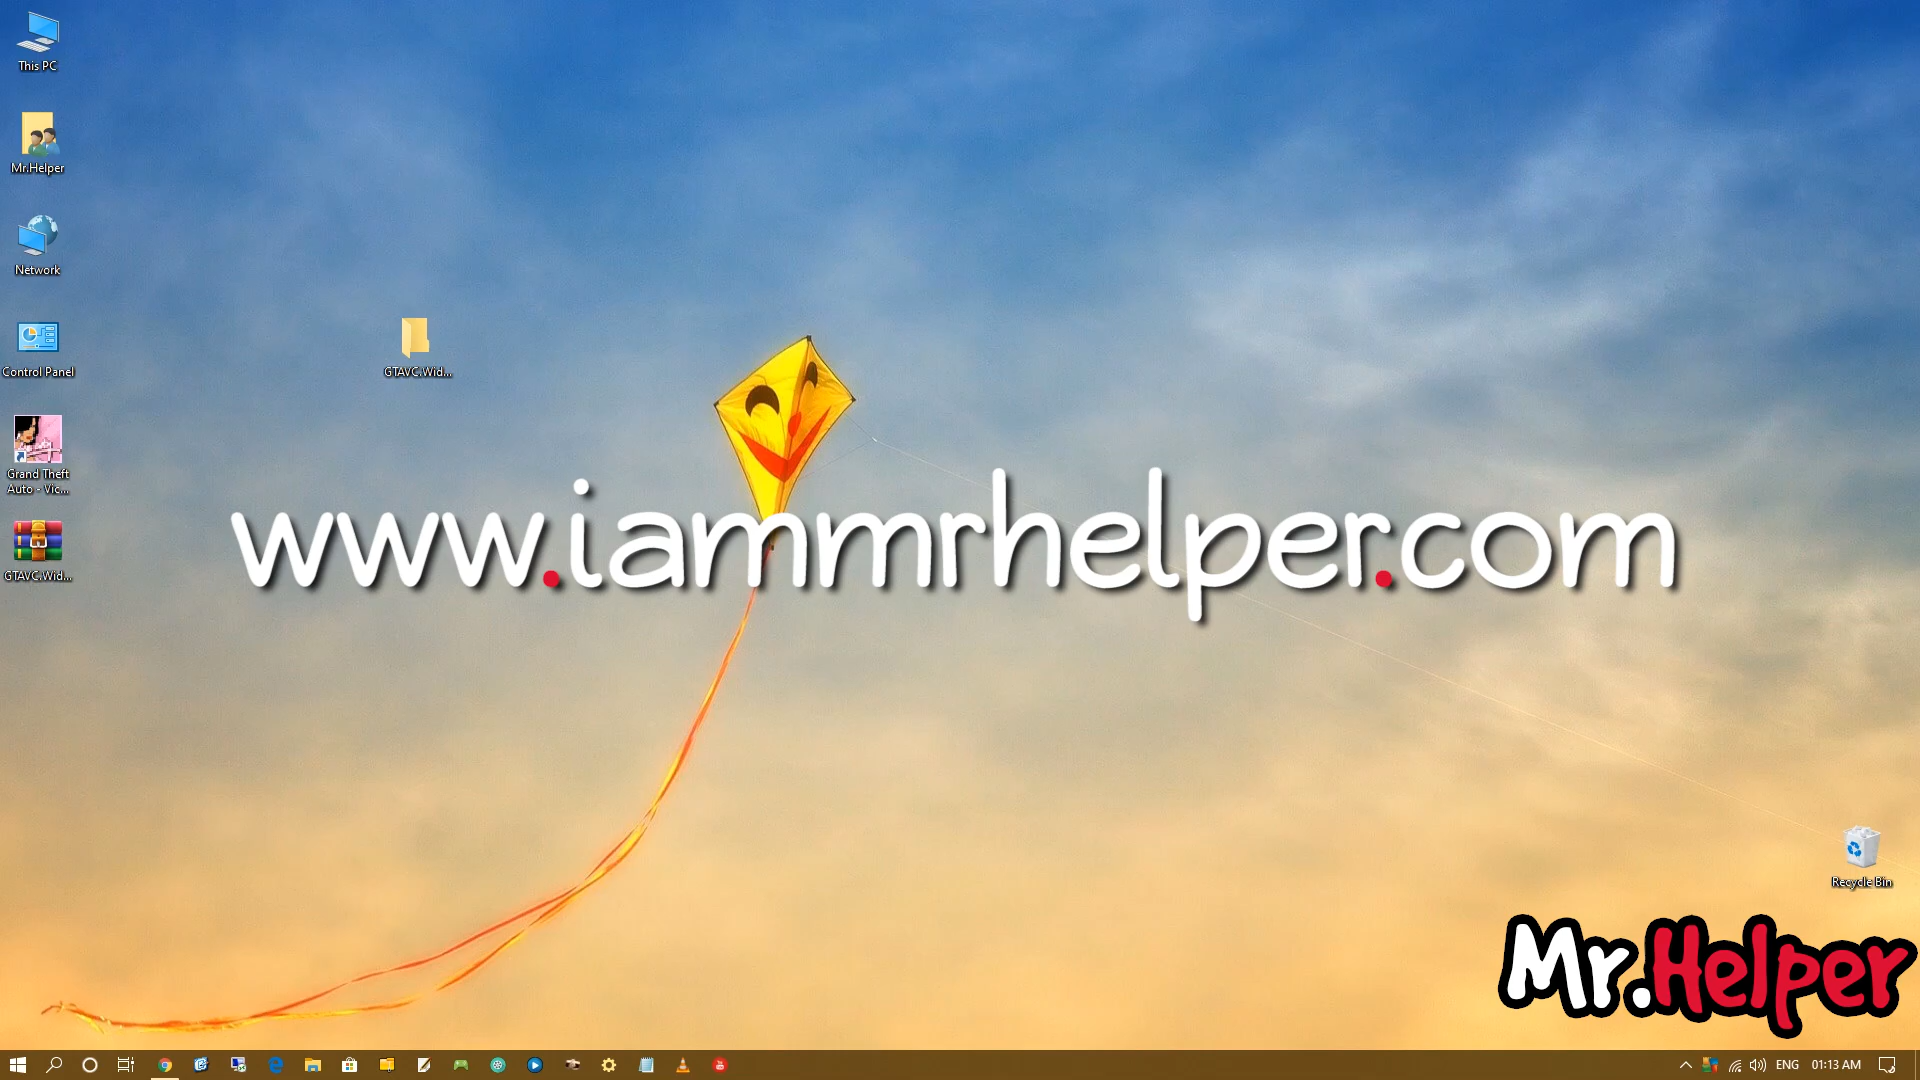 This PC
Mr.Helper
Network
Control Panel
GTAVC.Wid...
Grand Theft
Auto - Vic...
GTAVC.Wid...
www.iammrhelper.com
Recycle Bin
Mr.Helper
ENG
01:13 AM